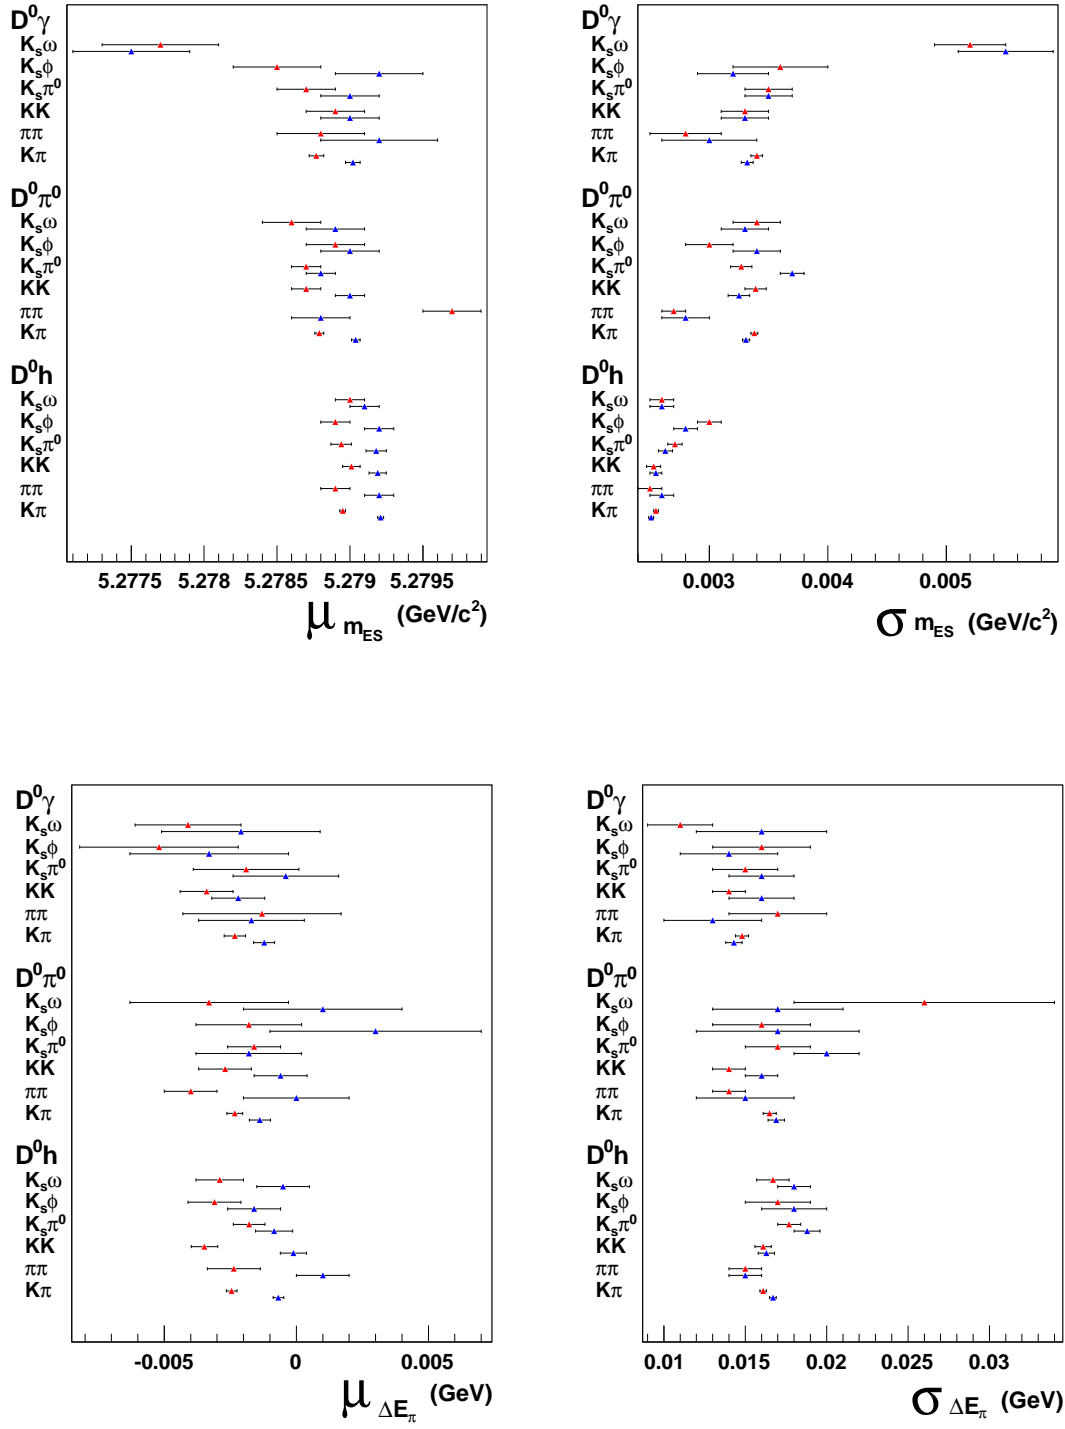 D⁰γ
Kₛω
Kₛϕ
Kₛπ⁰
KK
ππ
Kπ
D⁰π⁰
Kₛω
Kₛϕ
Kₛπ⁰
KK
ππ
Kπ
D⁰h
Kₛω
Kₛϕ
Kₛπ⁰
KK
ππ
Kπ
5.2775 5.278 5.2785 5.279 5.2795
μ m_ES (GeV/c²)
D⁰γ
Kₛω
Kₛϕ
Kₛπ⁰
KK
ππ
Kπ
D⁰π⁰
Kₛω
Kₛϕ
Kₛπ⁰
KK
ππ
Kπ
D⁰h
Kₛω
Kₛϕ
Kₛπ⁰
KK
ππ
Kπ
0.003 0.004 0.005
σ m_ES (GeV/c²)
D⁰γ
Kₛω
Kₛϕ
Kₛπ⁰
KK
ππ
Kπ
D⁰π⁰
Kₛω
Kₛϕ
Kₛπ⁰
KK
ππ
Kπ
D⁰h
Kₛω
Kₛϕ
Kₛπ⁰
KK
ππ
Kπ
-0.005 0 0.005
μ ΔE_π (GeV)
D⁰γ
Kₛω
Kₛϕ
Kₛπ⁰
KK
ππ
Kπ
D⁰π⁰
Kₛω
Kₛϕ
Kₛπ⁰
KK
ππ
Kπ
D⁰h
Kₛω
Kₛϕ
Kₛπ⁰
KK
ππ
Kπ
0.01 0.015 0.02 0.025 0.03
σ ΔE_π (GeV)